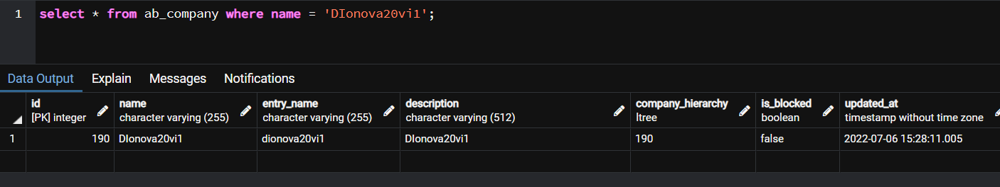 1 select * from ab_company where name = 'DIonova20vi1';
Data Output Explain Messages Notifications
id name entry_name description company_hierarchy is_blocked updated_at
[PK] integer character varying (255) character varying (255) character varying (512) ltree boolean timestamp without time zone
1 190 DIonova20vi1 dionova20vi1 DIonova20vi1 190 false 2022-07-06 15:28:11.005